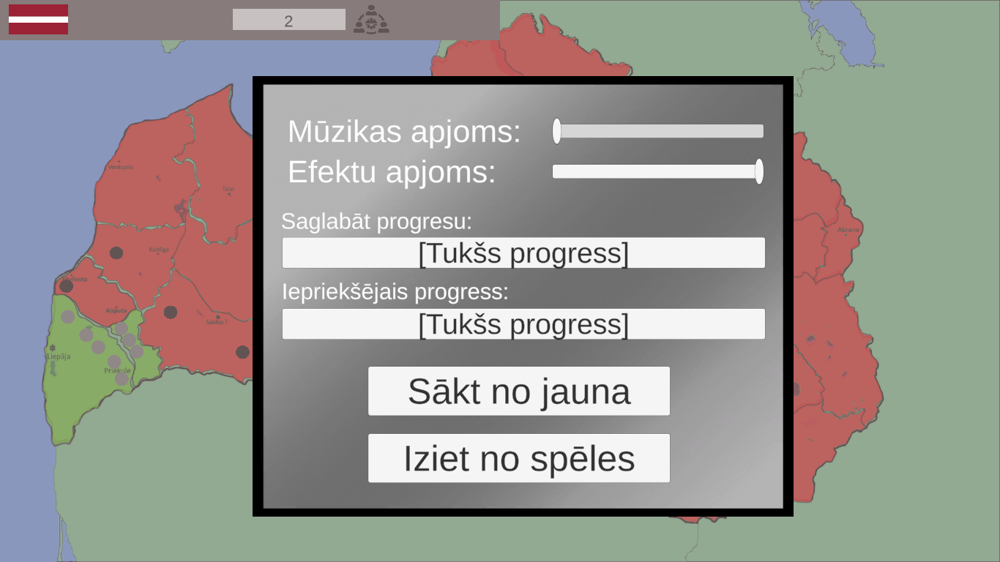 2
Mūzikas apjoms:
Efektu apjoms:
Saglabāt progresu:
[Tukšs progress]
Iepriekšējais progress:
[Tukšs progress]
Sākt no jauna
Iziet no spēles
Ventspils
Talsi
Kuldīga
Aizpute
Saldus
Liepāja
Priekule
Abrene